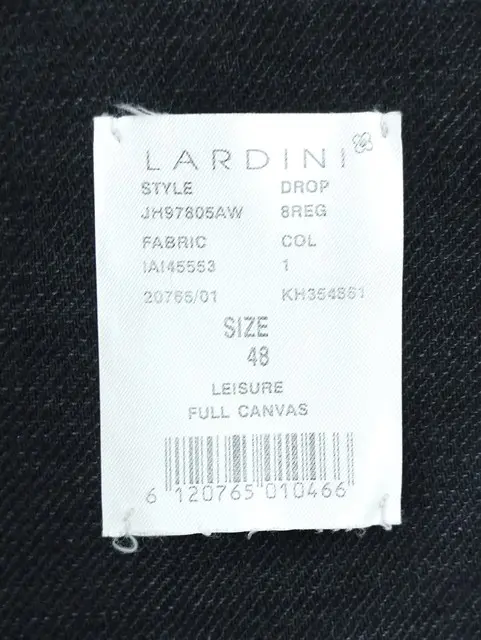 LARDINI
STYLE DROP
JH97805AW 8REG
FABRIC COL
IAI45553 1
20765/01 KH354861
SIZE
48
LEISURE
FULL CANVAS
6 120765 010466